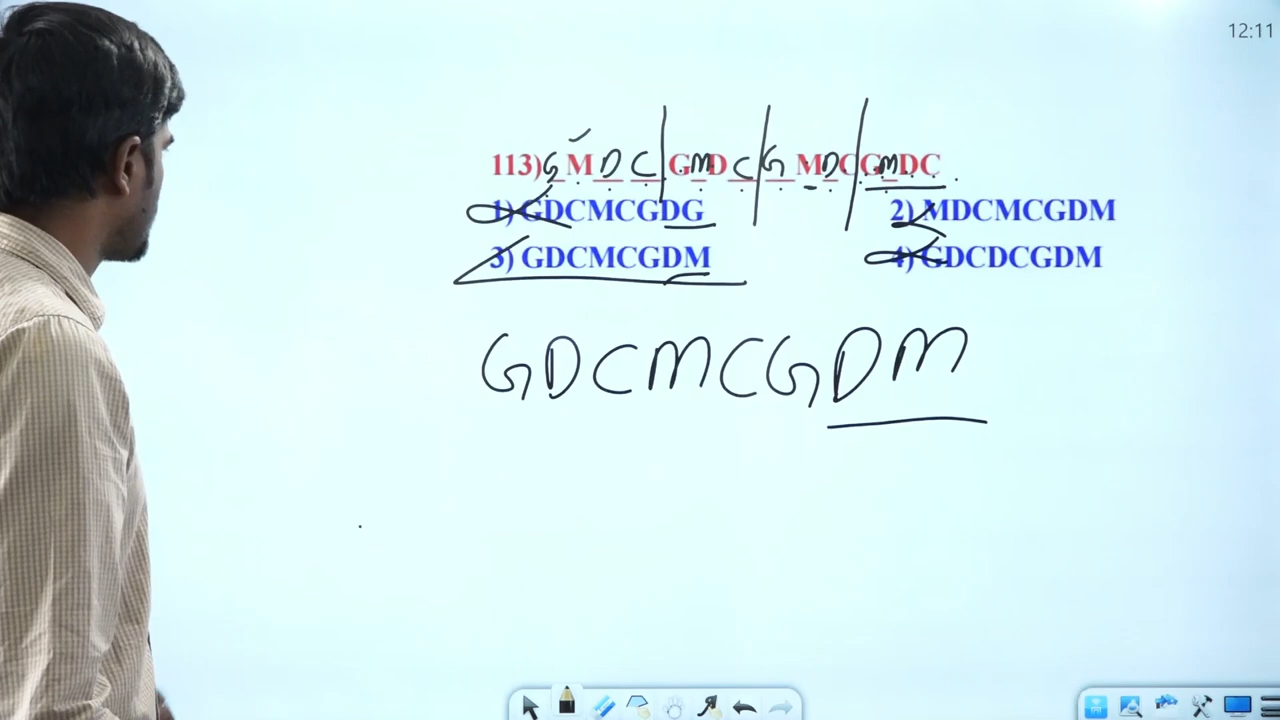 12:11
113) G M D C | G M D C | G M D C | G M D C
1) GDCMCGDG 2) MDCMCGDM
3) GDCMCGDM 4) GDCDCGDM
GDCMCGDM